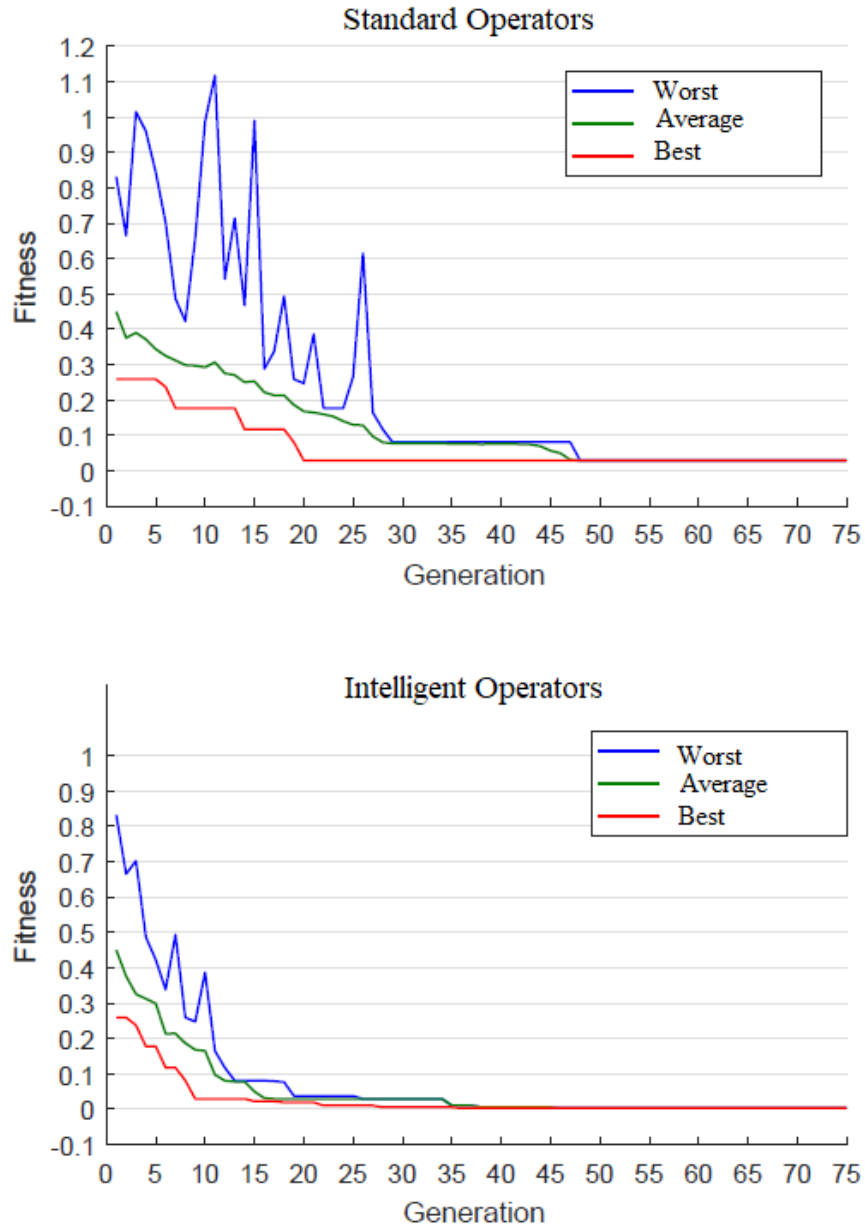 Standard Operators
1.2
1.1
1
0.9
0.8
0.7
0.6
0.5
0.4
0.3
0.2
0.1
0
-0.1
Fitness
Worst
Average
Best
0 5 10 15 20 25 30 35 40 45 50 55 60 65 70 75
Generation
Intelligent Operators
1
0.9
0.8
0.7
0.6
0.5
0.4
0.3
0.2
0.1
0
-0.1
Fitness
Worst
Average
Best
0 5 10 15 20 25 30 35 40 45 50 55 60 65 70 75
Generation